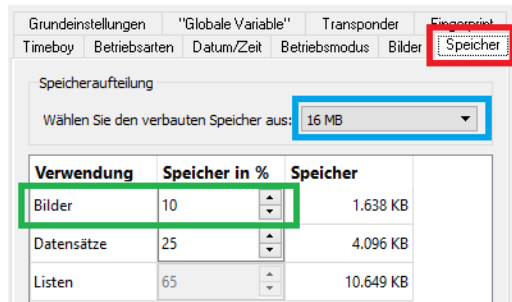 Grundeinstellungen "Globale Variable" Transponder Fingerprint
Timeboy Betriebsarten Datum/Zeit Betriebsmodus Bilder Speicher
Speicheraufteilung
Wählen Sie den verbauten Speicher aus: 16 MB
Verwendung Speicher in % Speicher
Bilder 10 1.638 KB
Datensätze 25 4.096 KB
Listen 65 10.649 KB